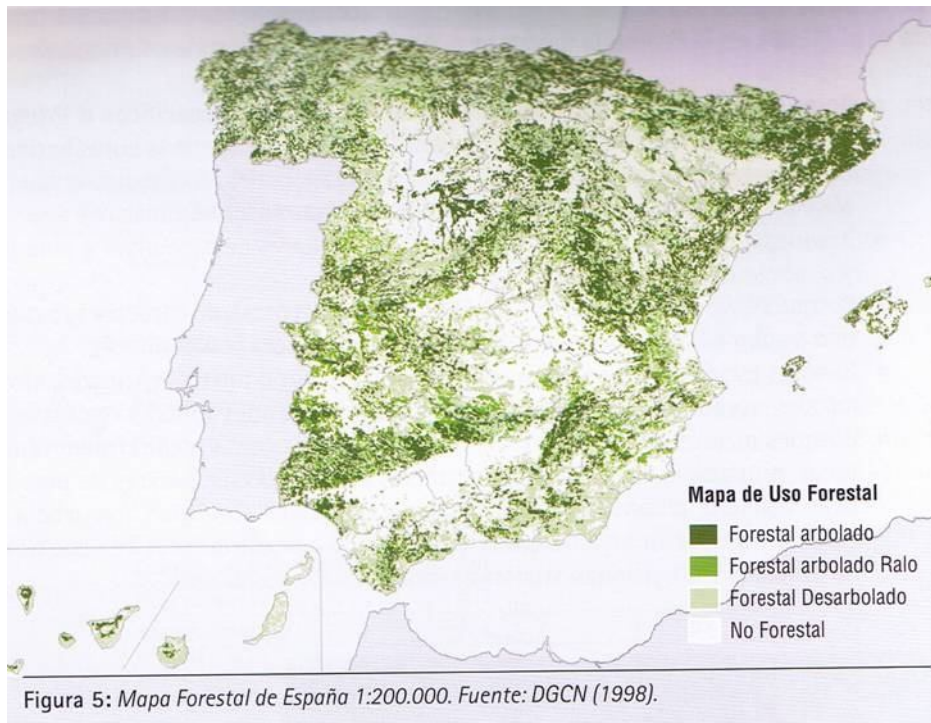 Mapa de Uso Forestal
Forestal arbolado
Forestal arbolado Ralo
Forestal Desarbolado
No Forestal
Figura 5: Mapa Forestal de España 1:200.000. Fuente: DGCN (1998).